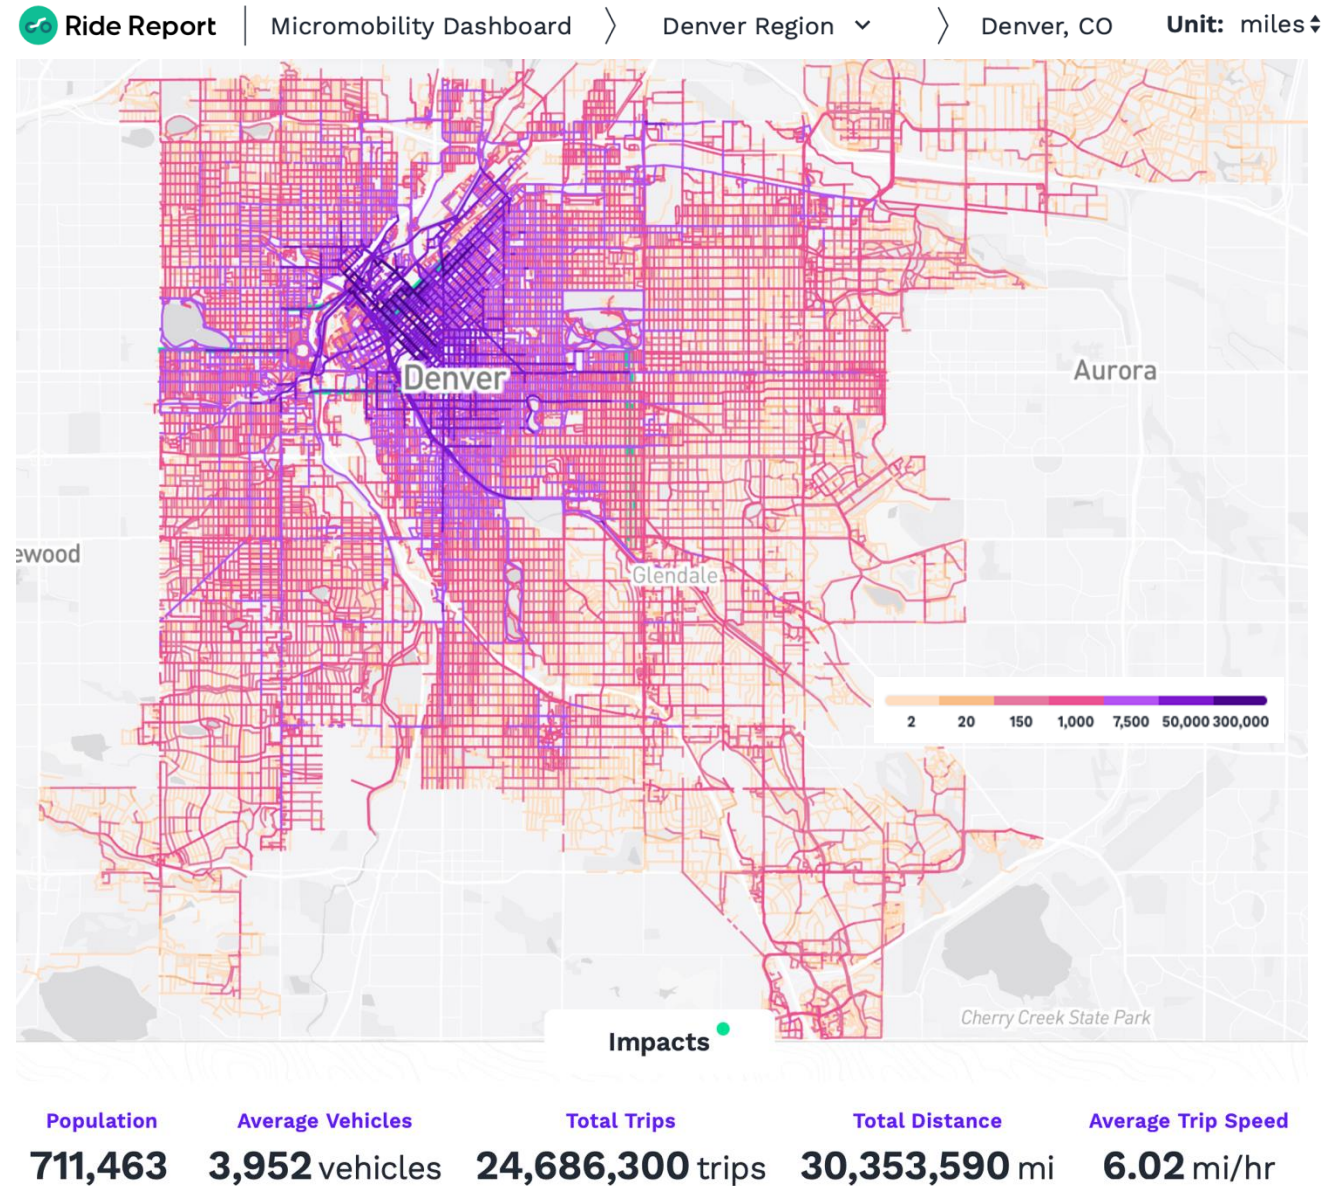 Ride Report Micromobility Dashboard Denver Region Denver, CO Unit: miles
Denver
Aurora
ewood
Glendale
2 20 150 1,000 7,500 50,000 300,000
Cherry Creek State Park
Impacts
Population Average Vehicles Total Trips Total Distance Average Trip Speed
711,463 3,952 vehicles 24,686,300 trips 30,353,590 mi 6.02 mi/hr